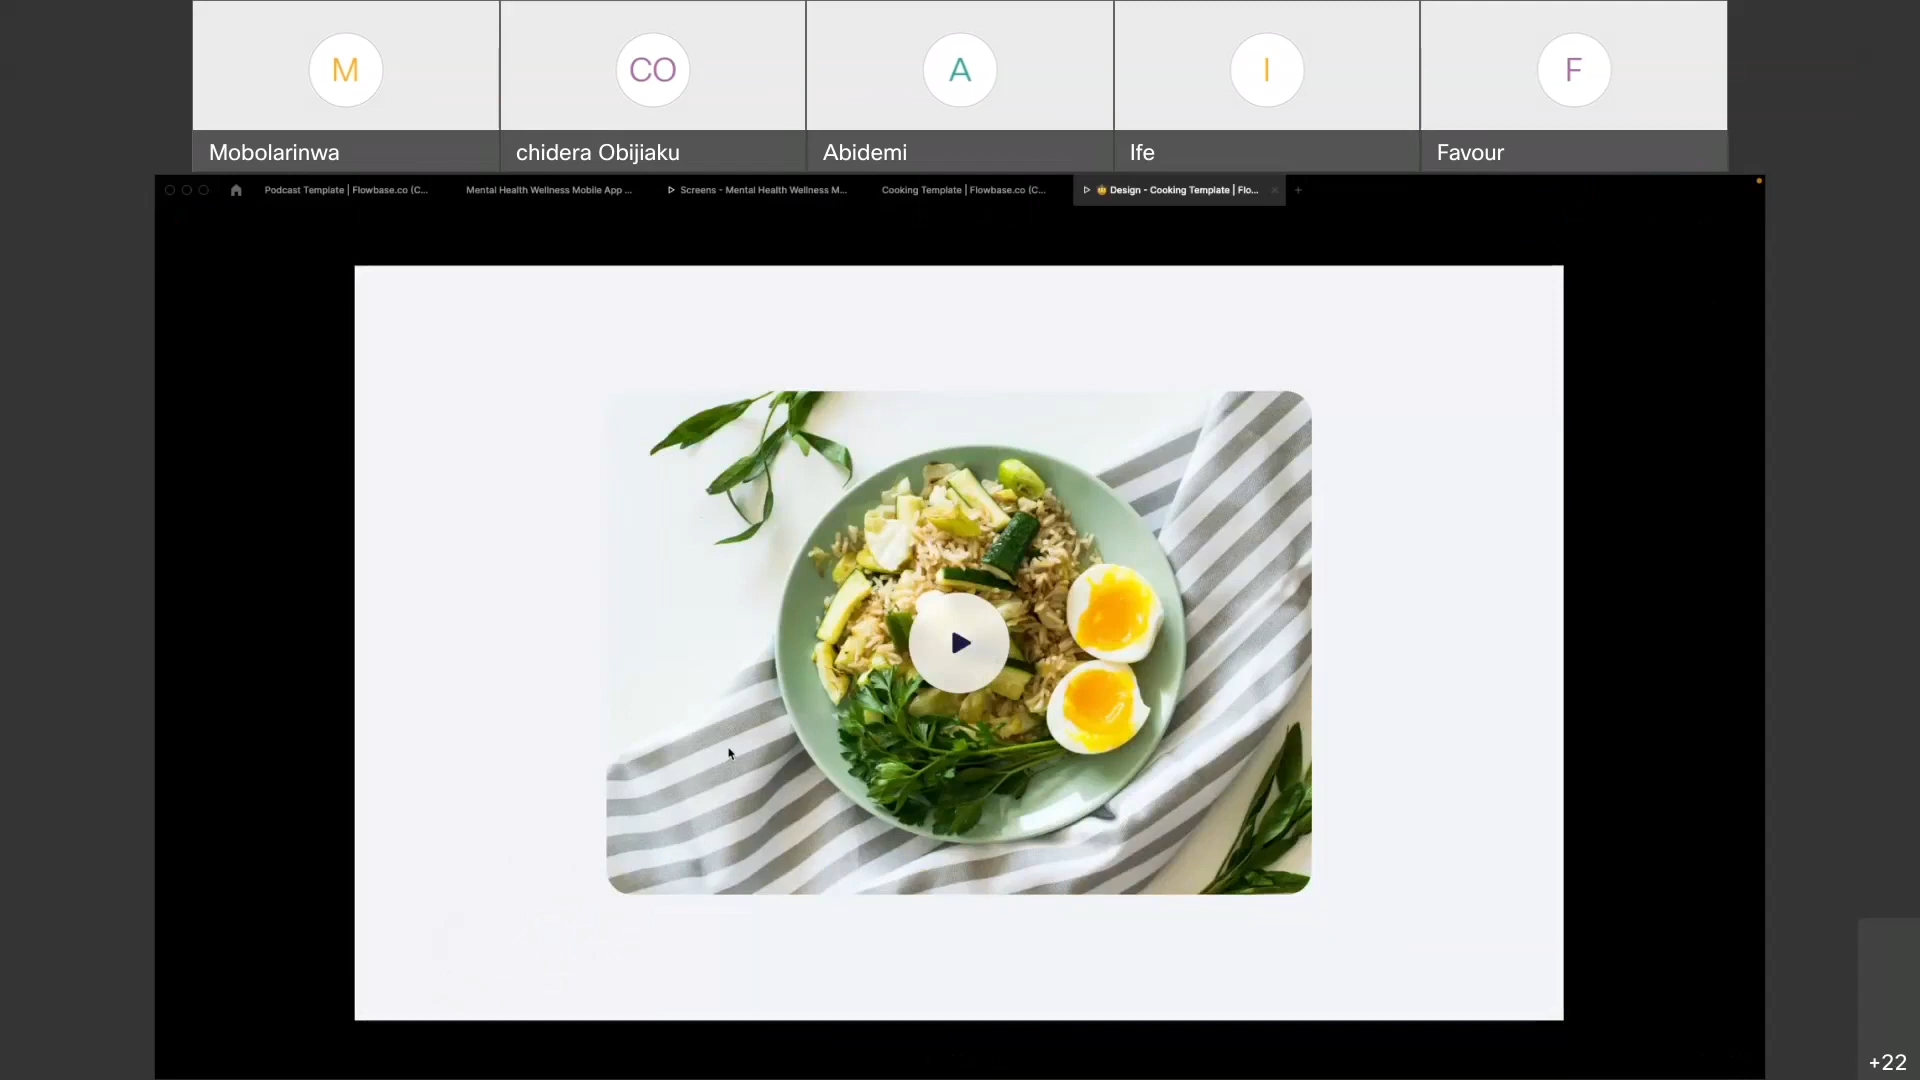 M
CO
A
I
F
Mobolarinwa
chidera Obijiaku
Abidemi
Ife
Favour
Podcast Template | Flowbase.co (C...
Mental Health Wellness Mobile App ...
Screens - Mental Health Wellness M...
Cooking Template | Flowbase.co (C...
Design - Cooking Template | Flo...
+22